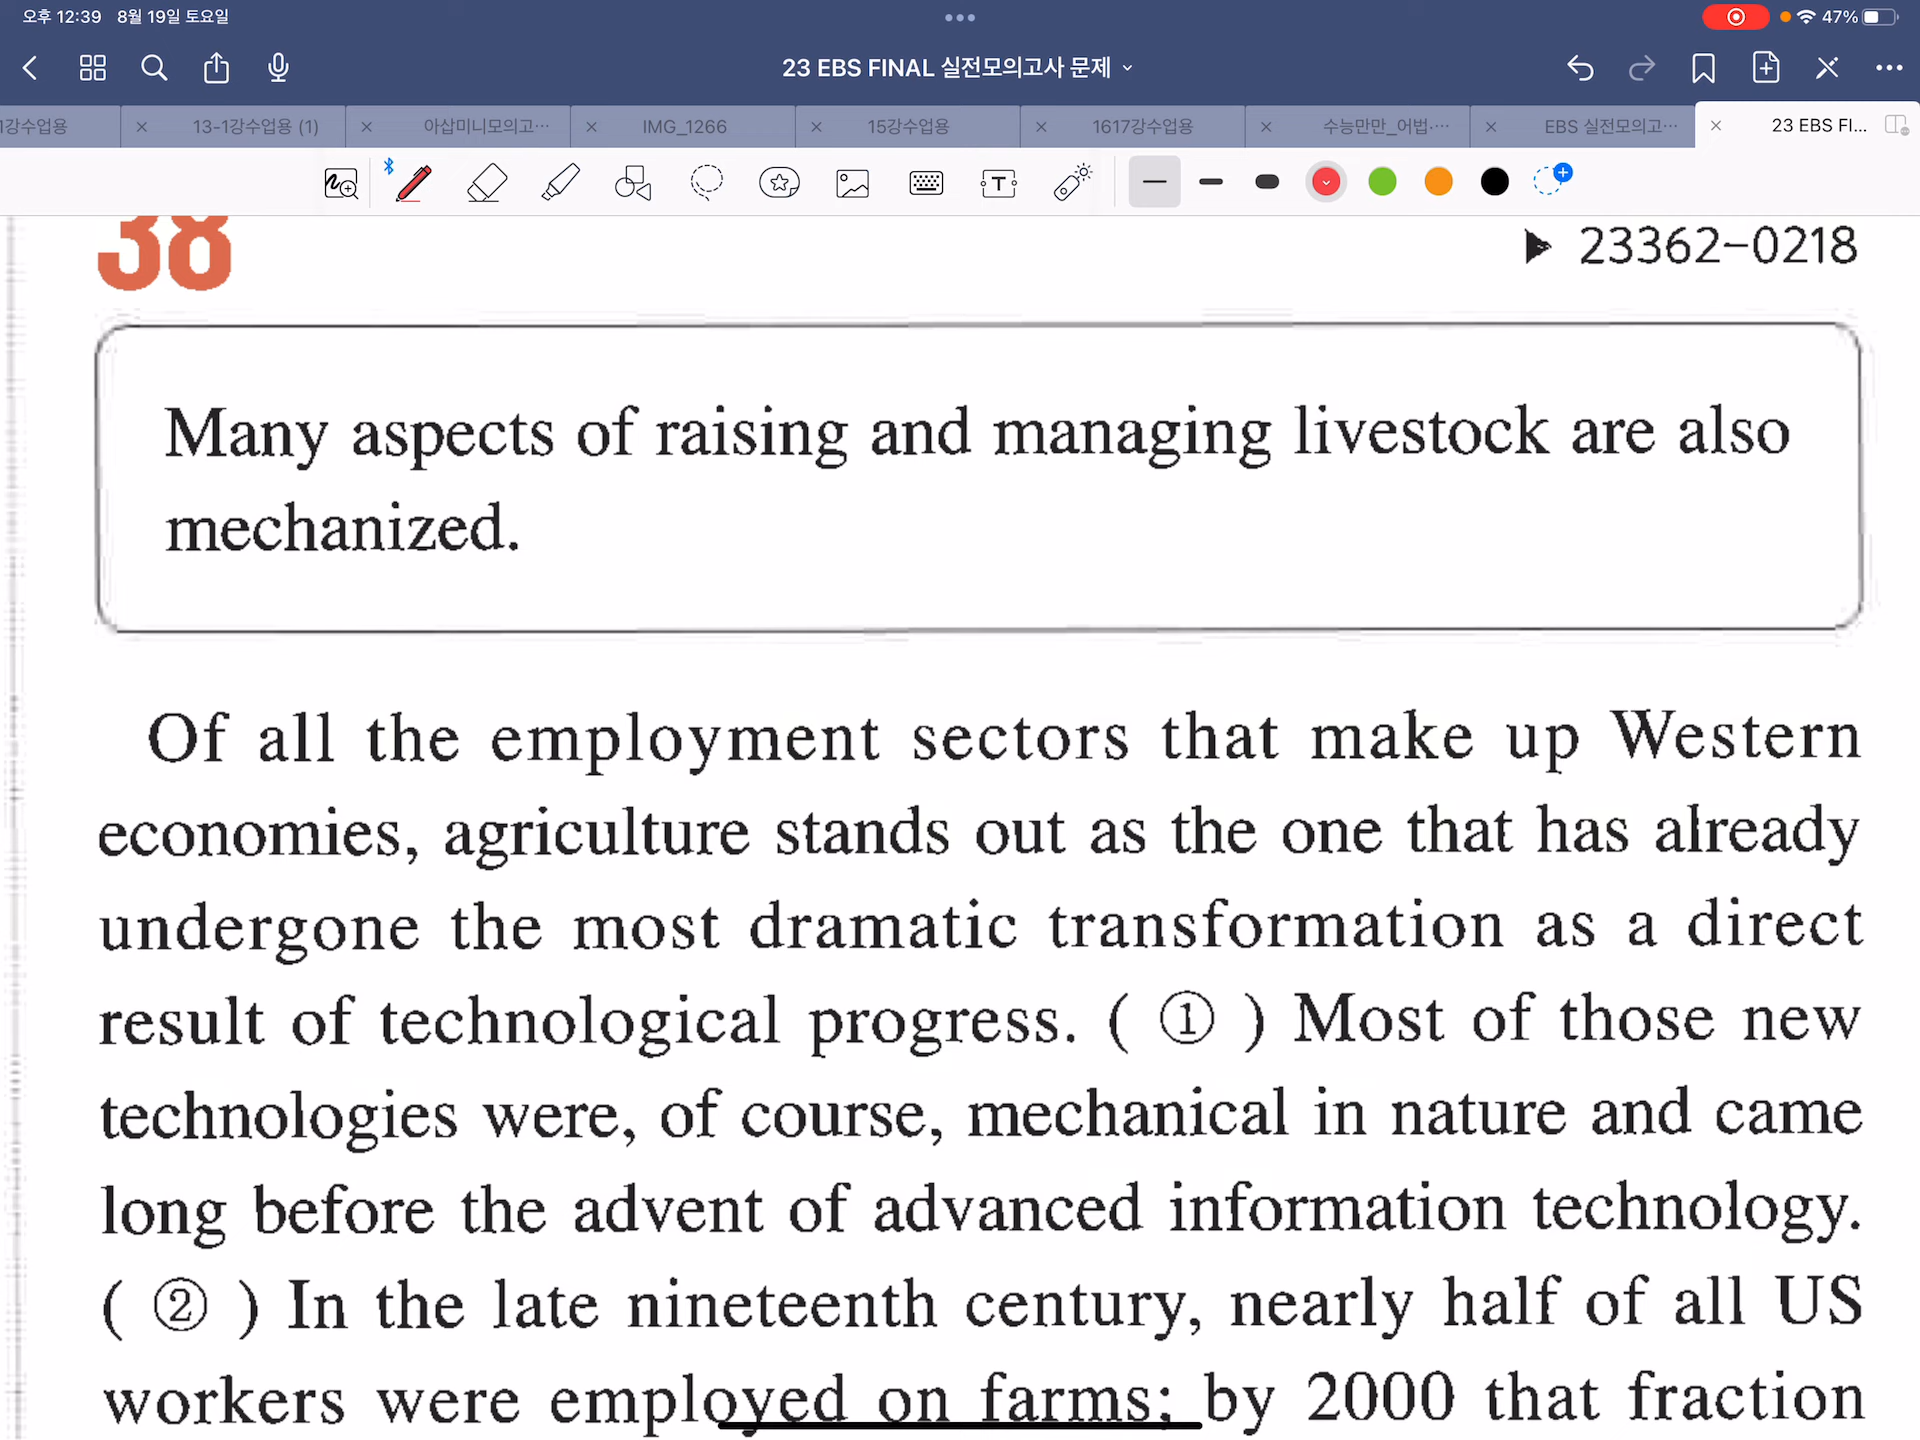 오후 12:39 8월 19일 토요일
47%
23 EBS FINAL 실전모의고사 문제
1강수업용
13-1강수업용 (1)
아삽미니모의고…
IMG_1266
15강수업용
1617강수업용
수능만만_어법·…
EBS 실전모의고…
23 EBS FI...
38
▶ 23362-0218
Many aspects of raising and managing livestock are also
mechanized.
Of all the employment sectors that make up Western
economies, agriculture stands out as the one that has already
undergone the most dramatic transformation as a direct
result of technological progress. ( ① ) Most of those new
technologies were, of course, mechanical in nature and came
long before the advent of advanced information technology.
( ② ) In the late nineteenth century, nearly half of all US
workers were employed on farms; by 2000 that fraction